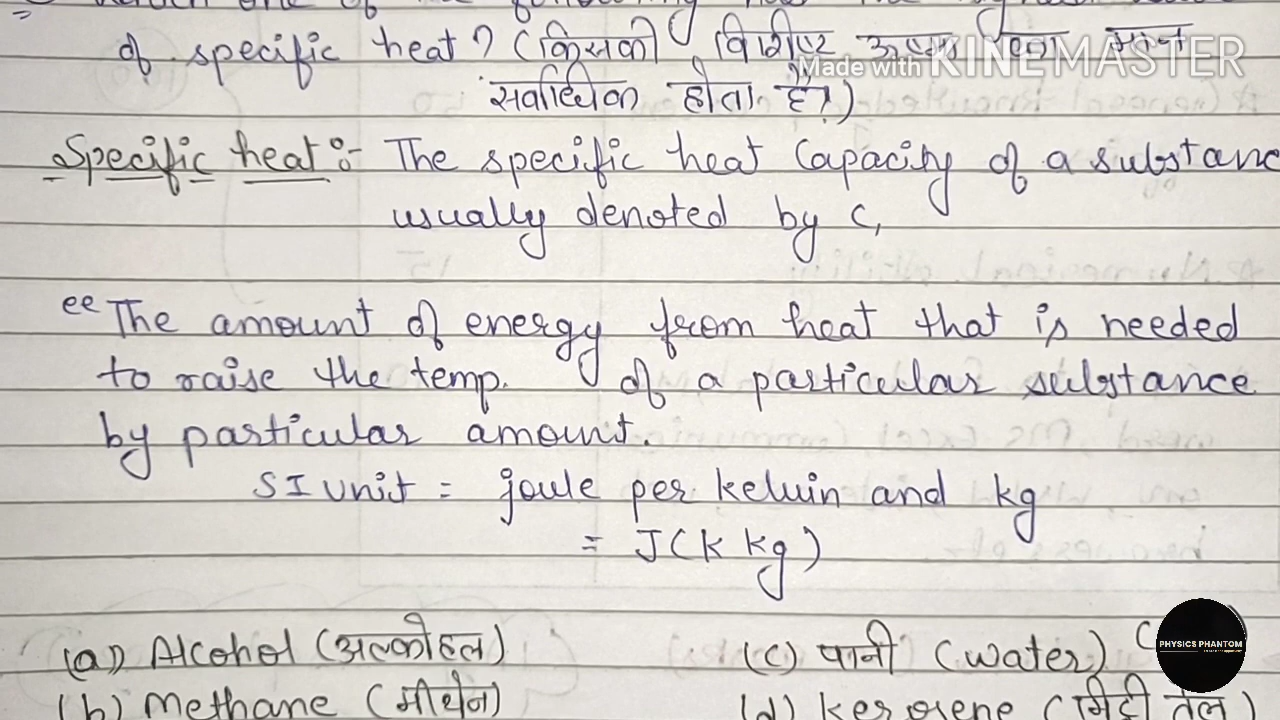 of specific heat? (किसकी विशिष्ट ऊष्मा का मान
Made with KINEMASTER
सर्वाधिक होता है?)
Specific heat :- The specific heat Capacity of a substanc
usually denoted by c,
"The amount of energy from heat that is needed
to raise the temp. of a particular substance
by particular amount.
SI unit = joule per kelvin and kg
= J(K kg)
(a) Alcohol (अल्कोहल)
(c) पानी (water) (
PHYSICS PHANTOM
(b) Methane (मीथेन)
(d) kerosene (मिट्टी तेल)